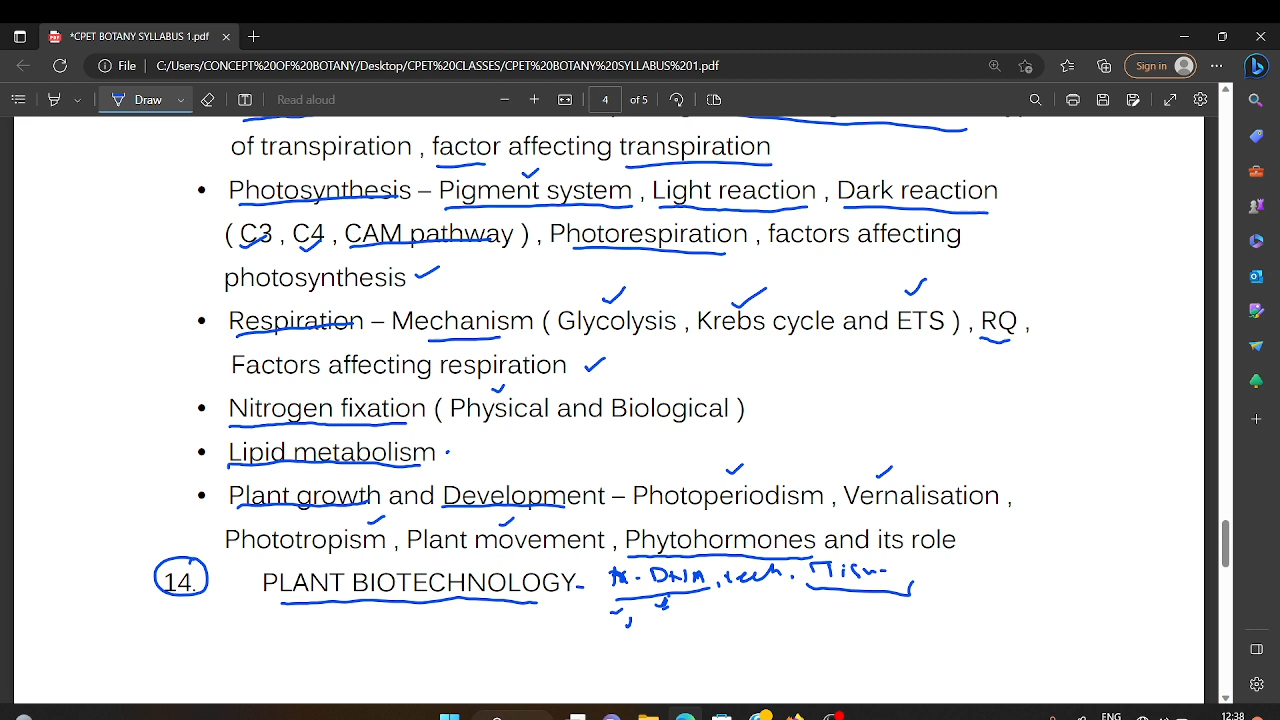 *CPET BOTANY SYLLABUS 1.pdf
File C:/Users/CONCEPT%20OF%20BOTANY/Desktop/CPET%20CLASSES/CPET%20BOTANY%20SYLLABUS%201.pdf
Sign in
Draw Read aloud 4 of 5
of transpiration , factor affecting transpiration
• Photosynthesis – Pigment system , Light reaction , Dark reaction
( C3 , C4 , CAM pathway ) , Photorespiration , factors affecting
photosynthesis
• Respiration – Mechanism ( Glycolysis , Krebs cycle and ETS ) , RQ ,
Factors affecting respiration
• Nitrogen fixation ( Physical and Biological )
• Lipid metabolism
• Plant growth and Development – Photoperiodism , Vernalisation ,
Phototropism , Plant movement , Phytohormones and its role
14. PLANT BIOTECHNOLOGY- DNA, tech.
ENG 12:38